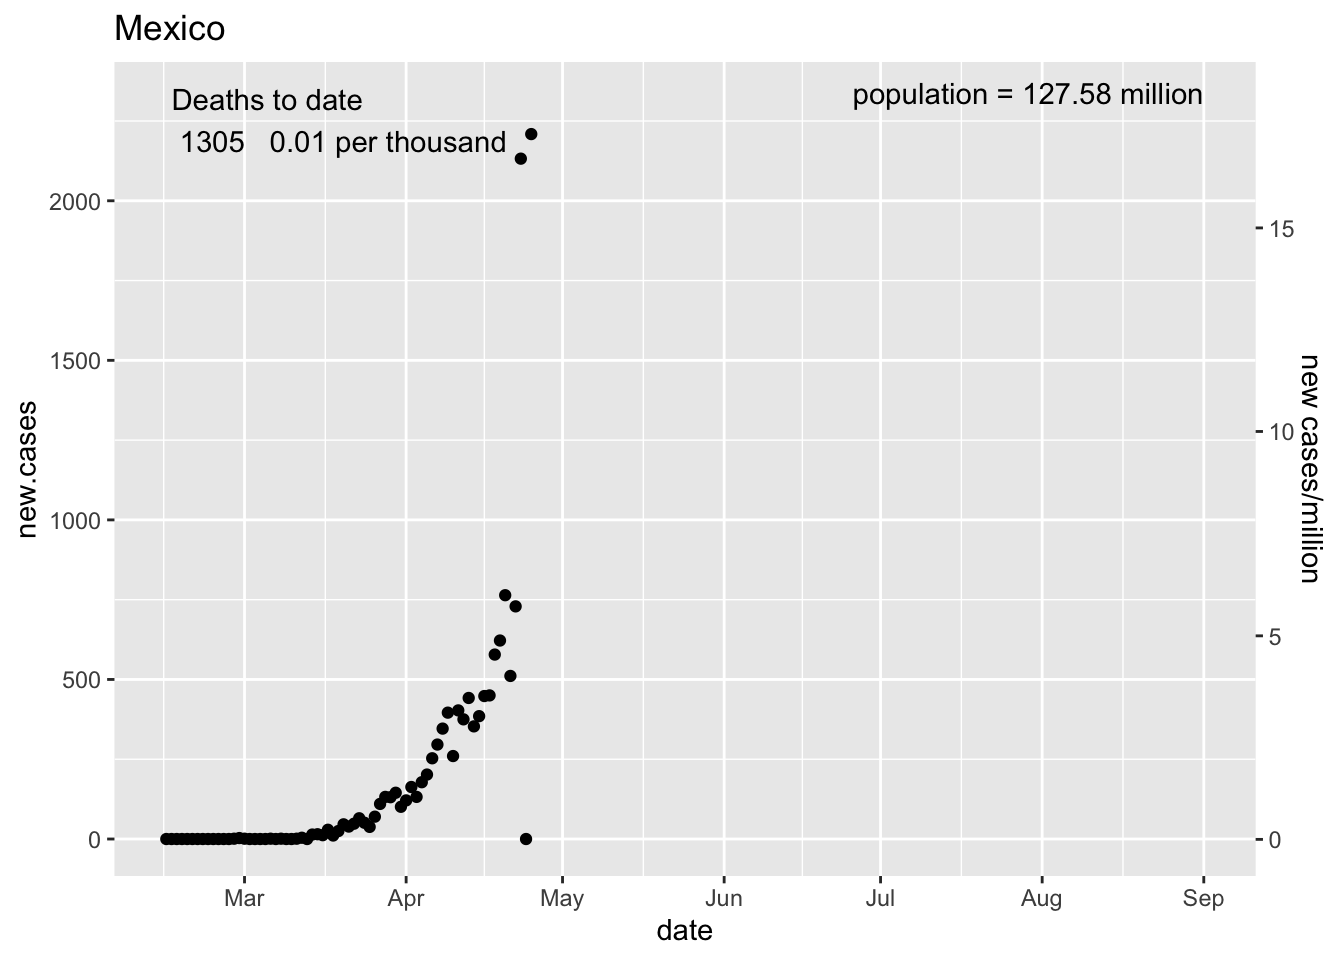 Mexico
Deaths to date
1305 0.01 per thousand
population = 127.58 million
2000
1500
1000
500
0
new.cases
15
10
5
0
new cases/million
Mar Apr May Jun Jul Aug Sep
date